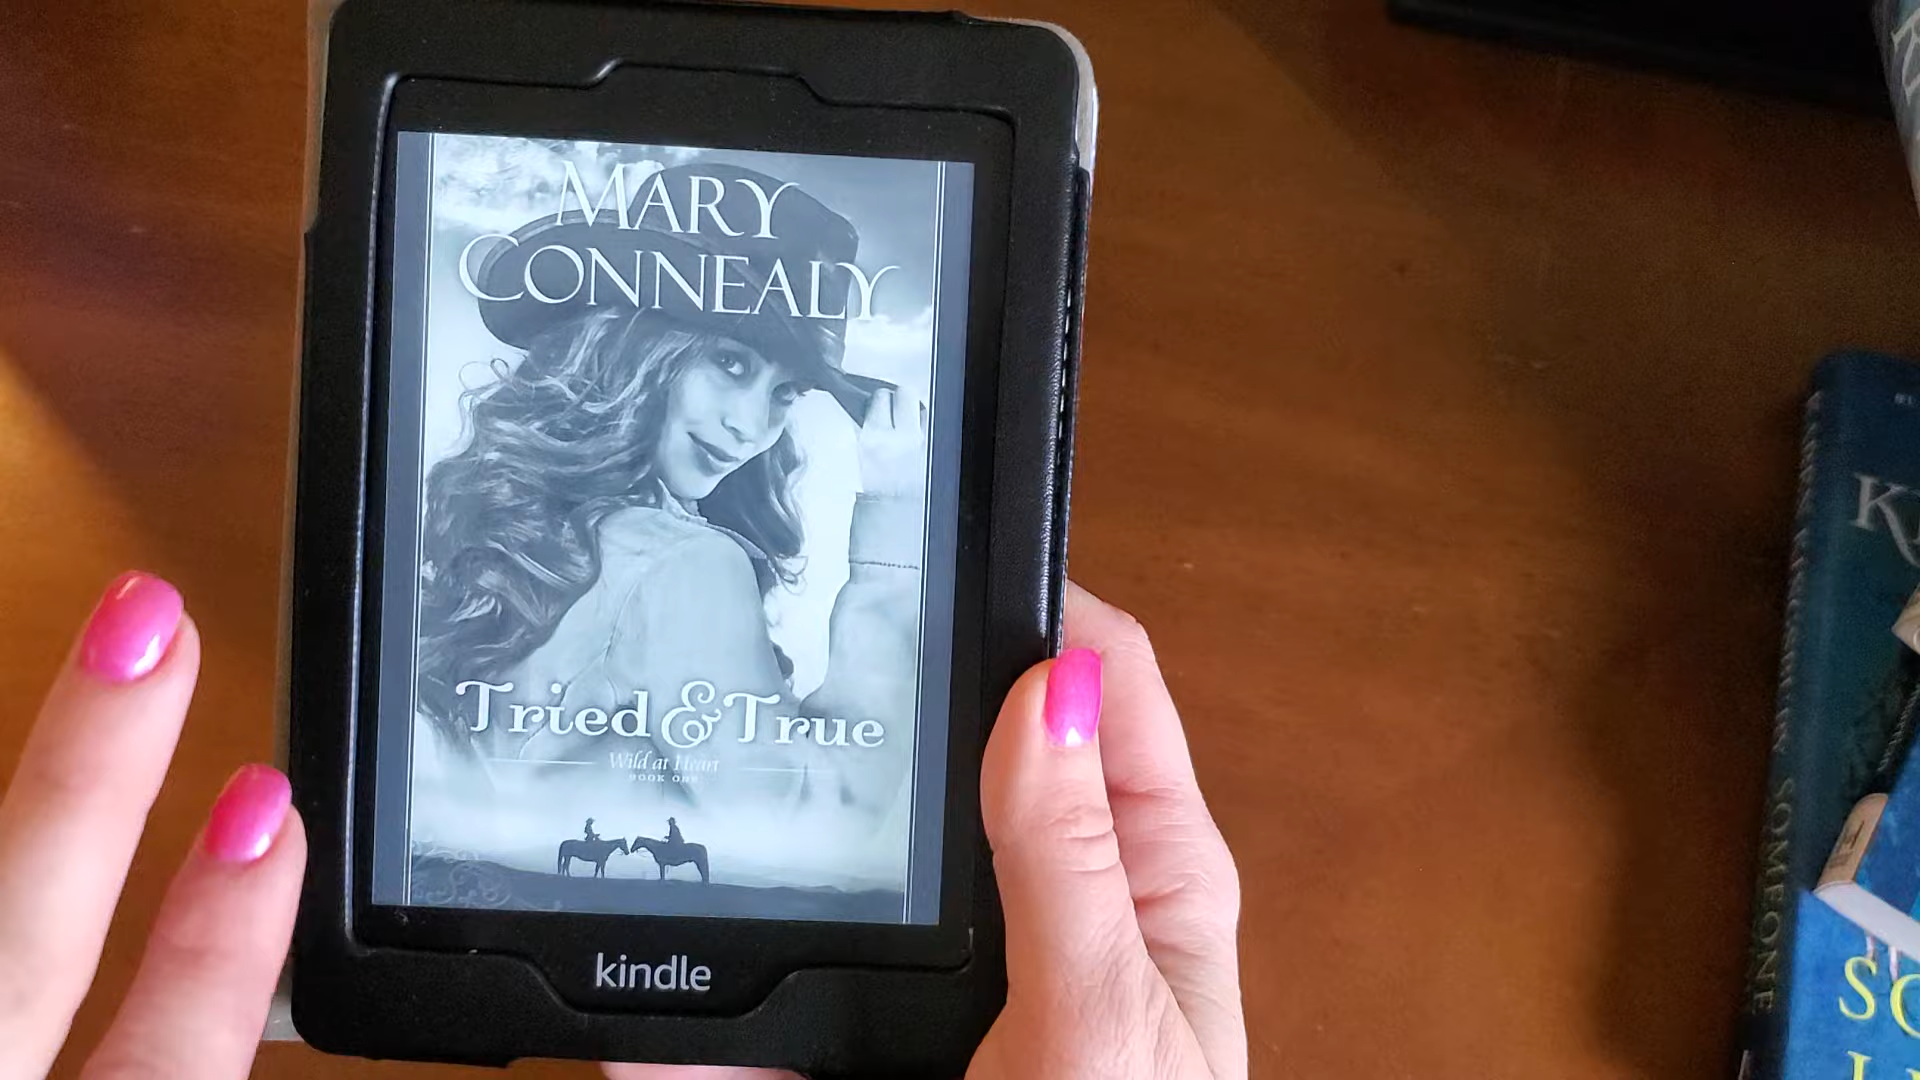 MARY
CONNEALY
Tried & True
Wild at Heart
BOOK ONE
kindle
SOMEONE